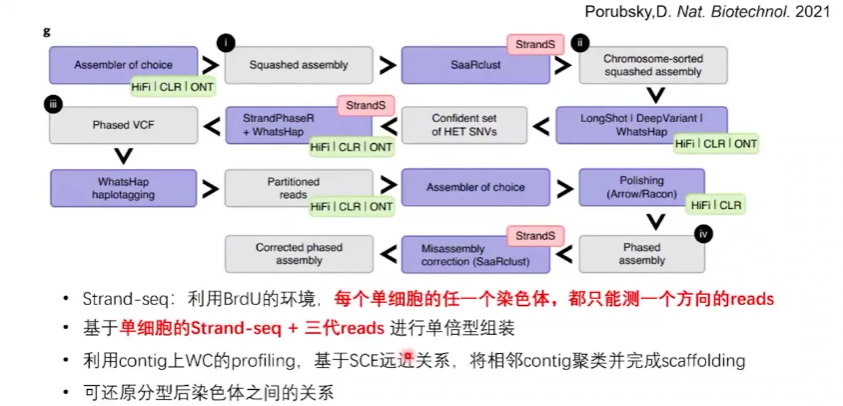 Porubsky,D. Nat. Biotechnol. 2021
g
i
StrandS
ii
Assembler of choice
HiFi | CLR | ONT
Squashed assembly
SaaRclust
Chromosome-sorted
squashed assembly
iii
Phased VCF
StrandS
StrandPhaseR
+ WhatsHap
HiFi | CLR | ONT
Confident set
of HET SNVs
LongShot | DeepVariant |
WhatsHap
HiFi | CLR | ONT
WhatsHap
haplotagging
Partitioned
reads
HiFi | CLR | ONT
Assembler of choice
Polishing
(Arrow/Racon)
HiFi | CLR
Corrected phased
assembly
StrandS
Misassembly
correction (SaaRclust)
iv
Phased
assembly
• Strand-seq：利用BrdU的环境，每个单细胞的任一个染色体，都只能测一个方向的reads
• 基于单细胞的Strand-seq + 三代reads 进行单倍型组装
• 利用contig上WC的profiling，基于SCE远近关系，将相邻contig聚类并完成scaffolding
• 可还原分型后染色体之间的关系